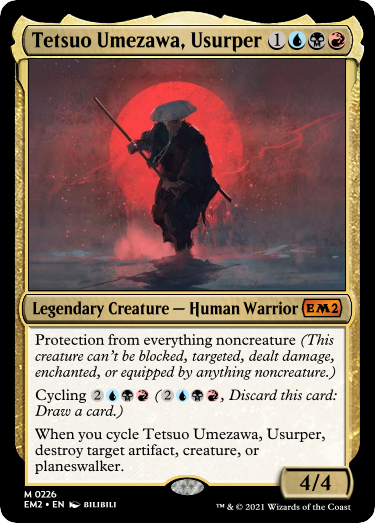 Tetsuo Umezawa, Usurper 1
Legendary Creature — Human Warrior EM2
Protection from everything noncreature (This
creature can't be blocked, targeted, dealt damage,
enchanted, or equipped by anything noncreature.)
Cycling 2 (2, Discard this card:
Draw a card.)
When you cycle Tetsuo Umezawa, Usurper,
destroy target artifact, creature, or
planeswalker.
4/4
M 0226
EM2 • EN BILIBILI
™ & © 2021 Wizards of the Coast